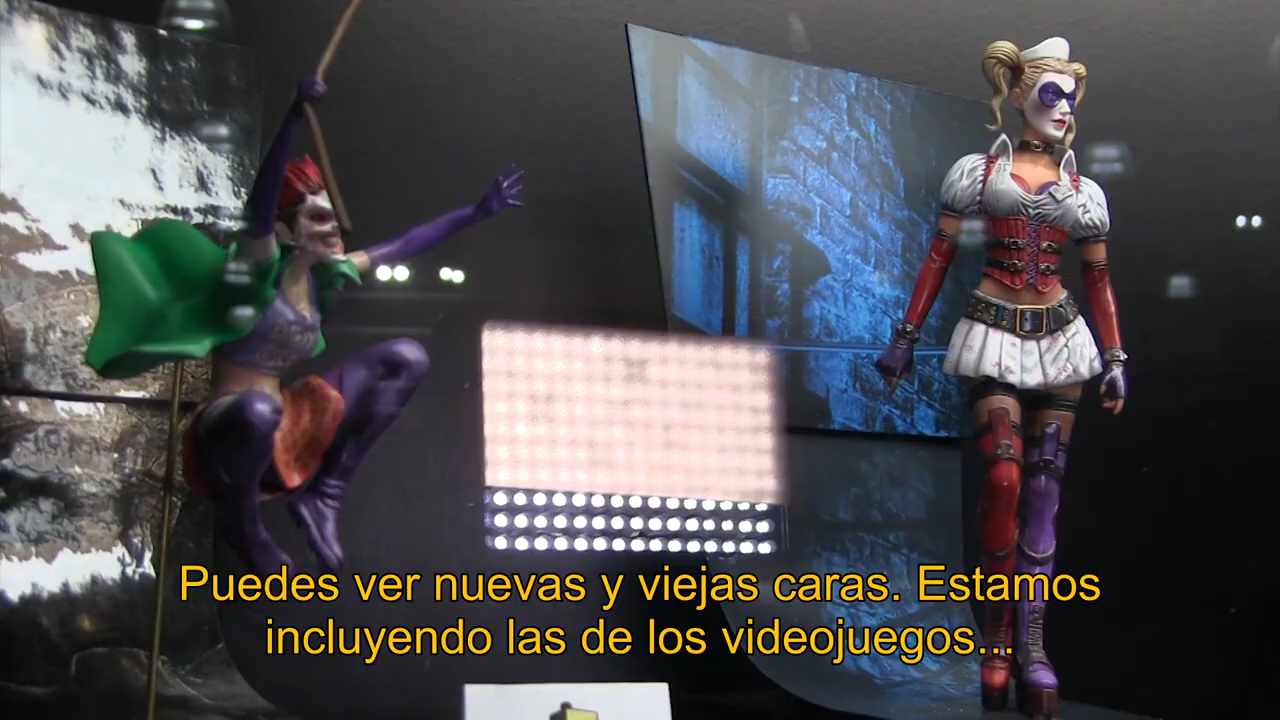 Puedes ver nuevas y viejas caras. Estamos
incluyendo las de los videojuegos...